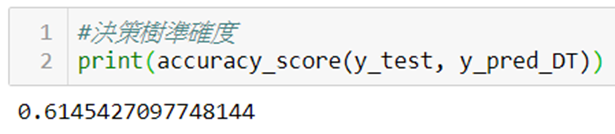 1 #決策樹準確度
2 print(accuracy_score(y_test, y_pred_DT))
0.6145427097748144